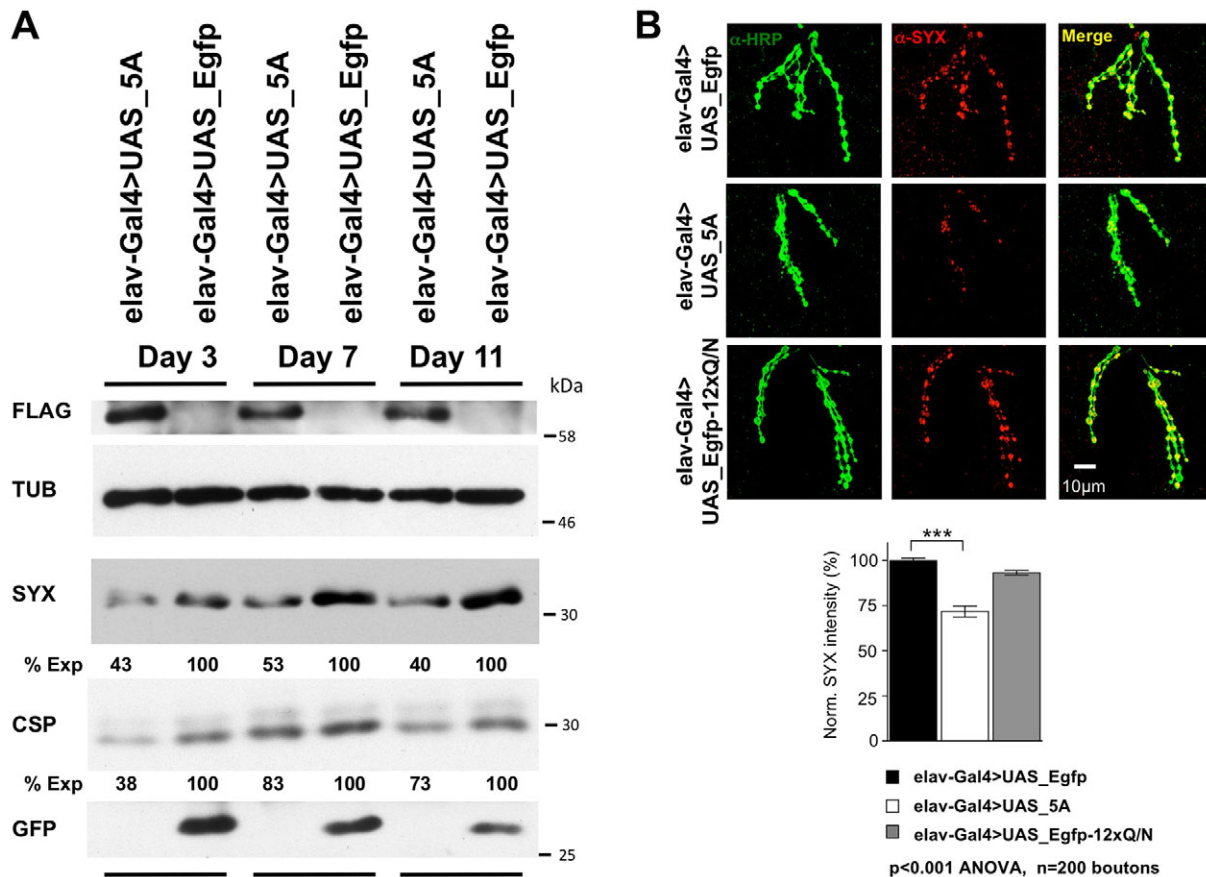 A
elav-Gal4>UAS_5A
elav-Gal4>UAS_Egfp
elav-Gal4>UAS_5A
elav-Gal4>UAS_Egfp
elav-Gal4>UAS_5A
elav-Gal4>UAS_Egfp
Day 3 Day 7 Day 11
kDa
FLAG
58
TUB
46
SYX
30
% Exp 43 100 53 100 40 100
CSP
30
% Exp 38 100 83 100 73 100
GFP
25
B
α-HRP α-SYX Merge
elav-Gal4>
UAS_Egfp
elav-Gal4>
UAS_5A
elav-Gal4>
UAS_Egfp-12xQ/N
10µm
***
Norm. SYX intensity (%)
100
75
50
25
0
elav-Gal4>UAS_Egfp
elav-Gal4>UAS_5A
elav-Gal4>UAS_Egfp-12xQ/N
p<0.001 ANOVA, n=200 boutons